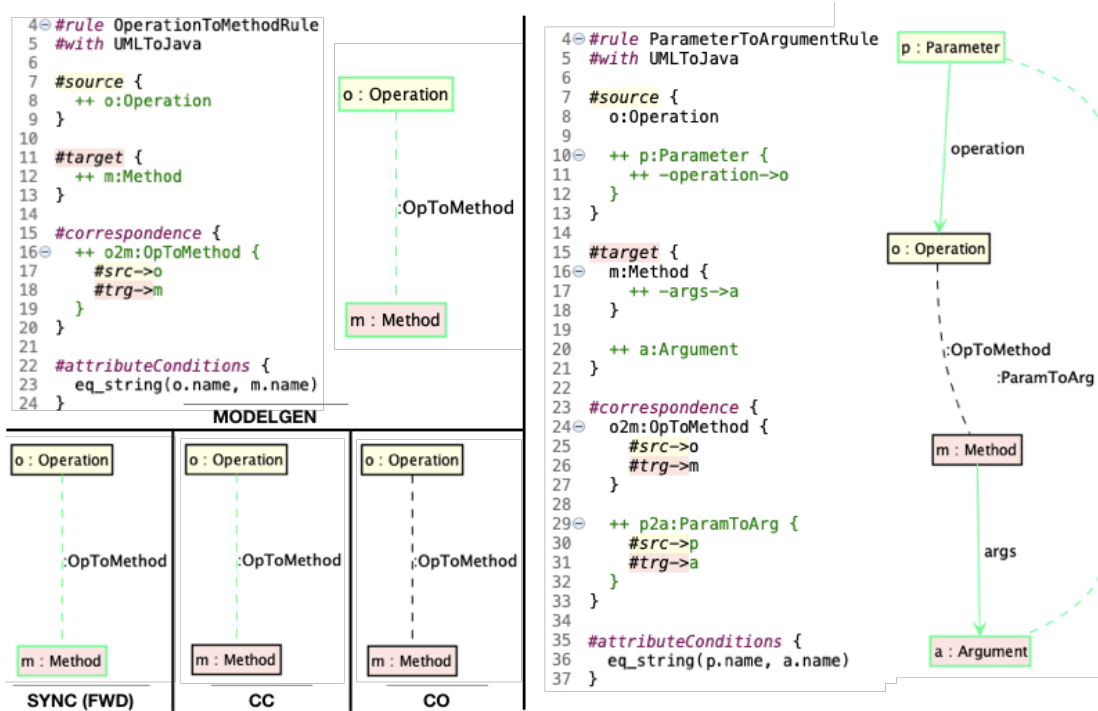 4 #rule OperationToMethodRule
5 #with UMLToJava
6
7 #source {
8 ++ o:Operation
9 }
10
11 #target {
12 ++ m:Method
13 }
14
15 #correspondence {
16 ++ o2m:OpToMethod {
17 #src->o
18 #trg->m
19 }
20 }
21
22 #attributeConditions {
23 eq_string(o.name, m.name)
24 }
o : Operation
:OpToMethod
m : Method
MODELGEN
o : Operation
:OpToMethod
m : Method
SYNC (FWD)
o : Operation
:OpToMethod
m : Method
CC
o : Operation
:OpToMethod
m : Method
CO
4 #rule ParameterToArgumentRule
5 #with UMLToJava
6
7 #source {
8 o:Operation
9
10 ++ p:Parameter {
11 ++ -operation->o
12 }
13 }
14
15 #target {
16 m:Method {
17 ++ -args->a
18 }
19
20 ++ a:Argument
21 }
22
23 #correspondence {
24 o2m:OpToMethod {
25 #src->o
26 #trg->m
27 }
28
29 ++ p2a:ParamToArg {
30 #src->p
31 #trg->a
32 }
33 }
34
35 #attributeConditions {
36 eq_string(p.name, a.name)
37 }
p : Parameter
operation
o : Operation
:OpToMethod
:ParamToArg
m : Method
args
a : Argument